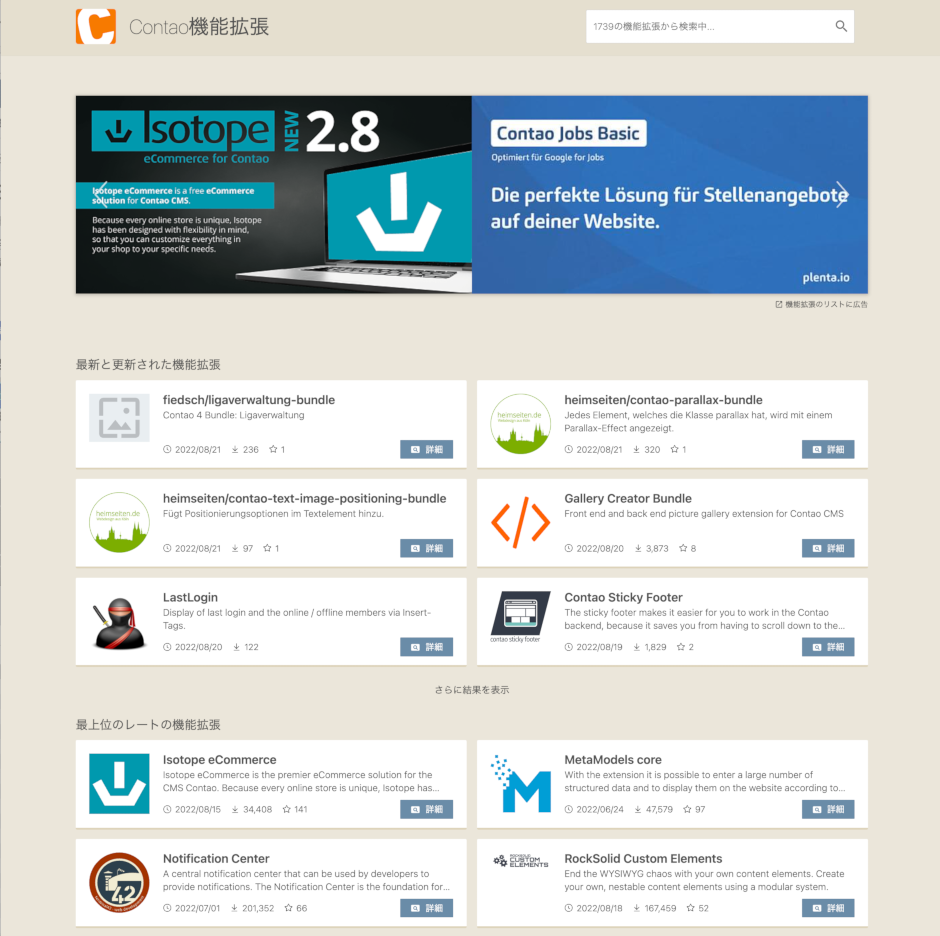 Contao機能拡張
1739の機能拡張から検索中...
Isotope
eCommerce for Contao
NEW
2.8
Isotope eCommerce is a free eCommerce
solution for Contao CMS.
Because every online store is unique, Isotope
has been designed with flexibility in mind,
so that you can customize everything in
your shop to your specific needs.
Contao Jobs Basic
Optimiert für Google for Jobs
Die perfekte Lösung für Stellenangebote
auf deiner Website.
plenta.io
機能拡張のリストに広告
最新と更新された機能拡張
fiedsch/ligaverwaltung-bundle
Contao 4 Bundle: Ligaverwaltung
2022/08/21 236 1
詳細
heimseiten.de
heimseiten/contao-parallax-bundle
Jedes Element, welches die Klasse parallax hat, wird mit einem
Parallax-Effect angezeigt.
2022/08/21 320 1
詳細
heimseiten.de
heimseiten/contao-text-image-positioning-bundle
Fügt Positionierungsoptionen im Textelement hinzu.
2022/08/21 97 1
詳細
Gallery Creator Bundle
Front end and back end picture gallery extension for Contao CMS
2022/08/20 3,873 8
詳細
LastLogin
Display of last login and the online / offline members via Insert-
Tags.
2022/08/20 122
詳細
contao sticky footer
Contao Sticky Footer
The sticky footer makes it easier for you to work in the Contao
backend, because it saves you from having to scroll down to the...
2022/08/19 1,829 2
詳細
さらに結果を表示
最上位のレートの機能拡張
Isotope eCommerce
Isotope eCommerce is the premier eCommerce solution for the
CMS Contao. Because every online store is unique, Isotope has...
2022/08/15 34,408 141
詳細
MetaModels core
With the extension it is possible to enter a large number of
structured data and to display them on the website according to...
2022/06/24 47,579 97
詳細
42
Notification Center
A central notification center that can be used by developers to
provide notifications. The Notification Center is the foundation for...
2022/07/01 201,352 66
詳細
ROCKSOLID
CUSTOM
ELEMENTS
RockSolid Custom Elements
End the WYSIWYG chaos with your own content elements. Create
your own, nestable content elements using a modular system.
2022/08/18 167,459 52
詳細